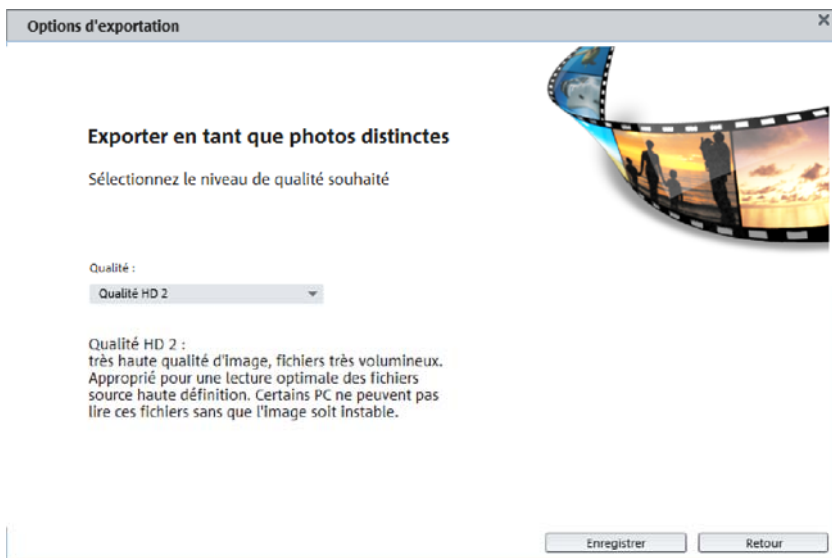 Options d'exportation
Exporter en tant que photos distinctes
Sélectionnez le niveau de qualité souhaité
Qualité :
Qualité HD 2
Qualité HD 2 :
très haute qualité d'image, fichiers très volumineux.
Approprié pour une lecture optimale des fichiers
source haute définition. Certains PC ne peuvent pas
lire ces fichiers sans que l'image soit instable.
Enregistrer
Retour